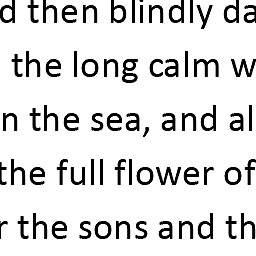 d then blindly da
the long calm w
n the sea, and al
the full flower of
r the sons and th